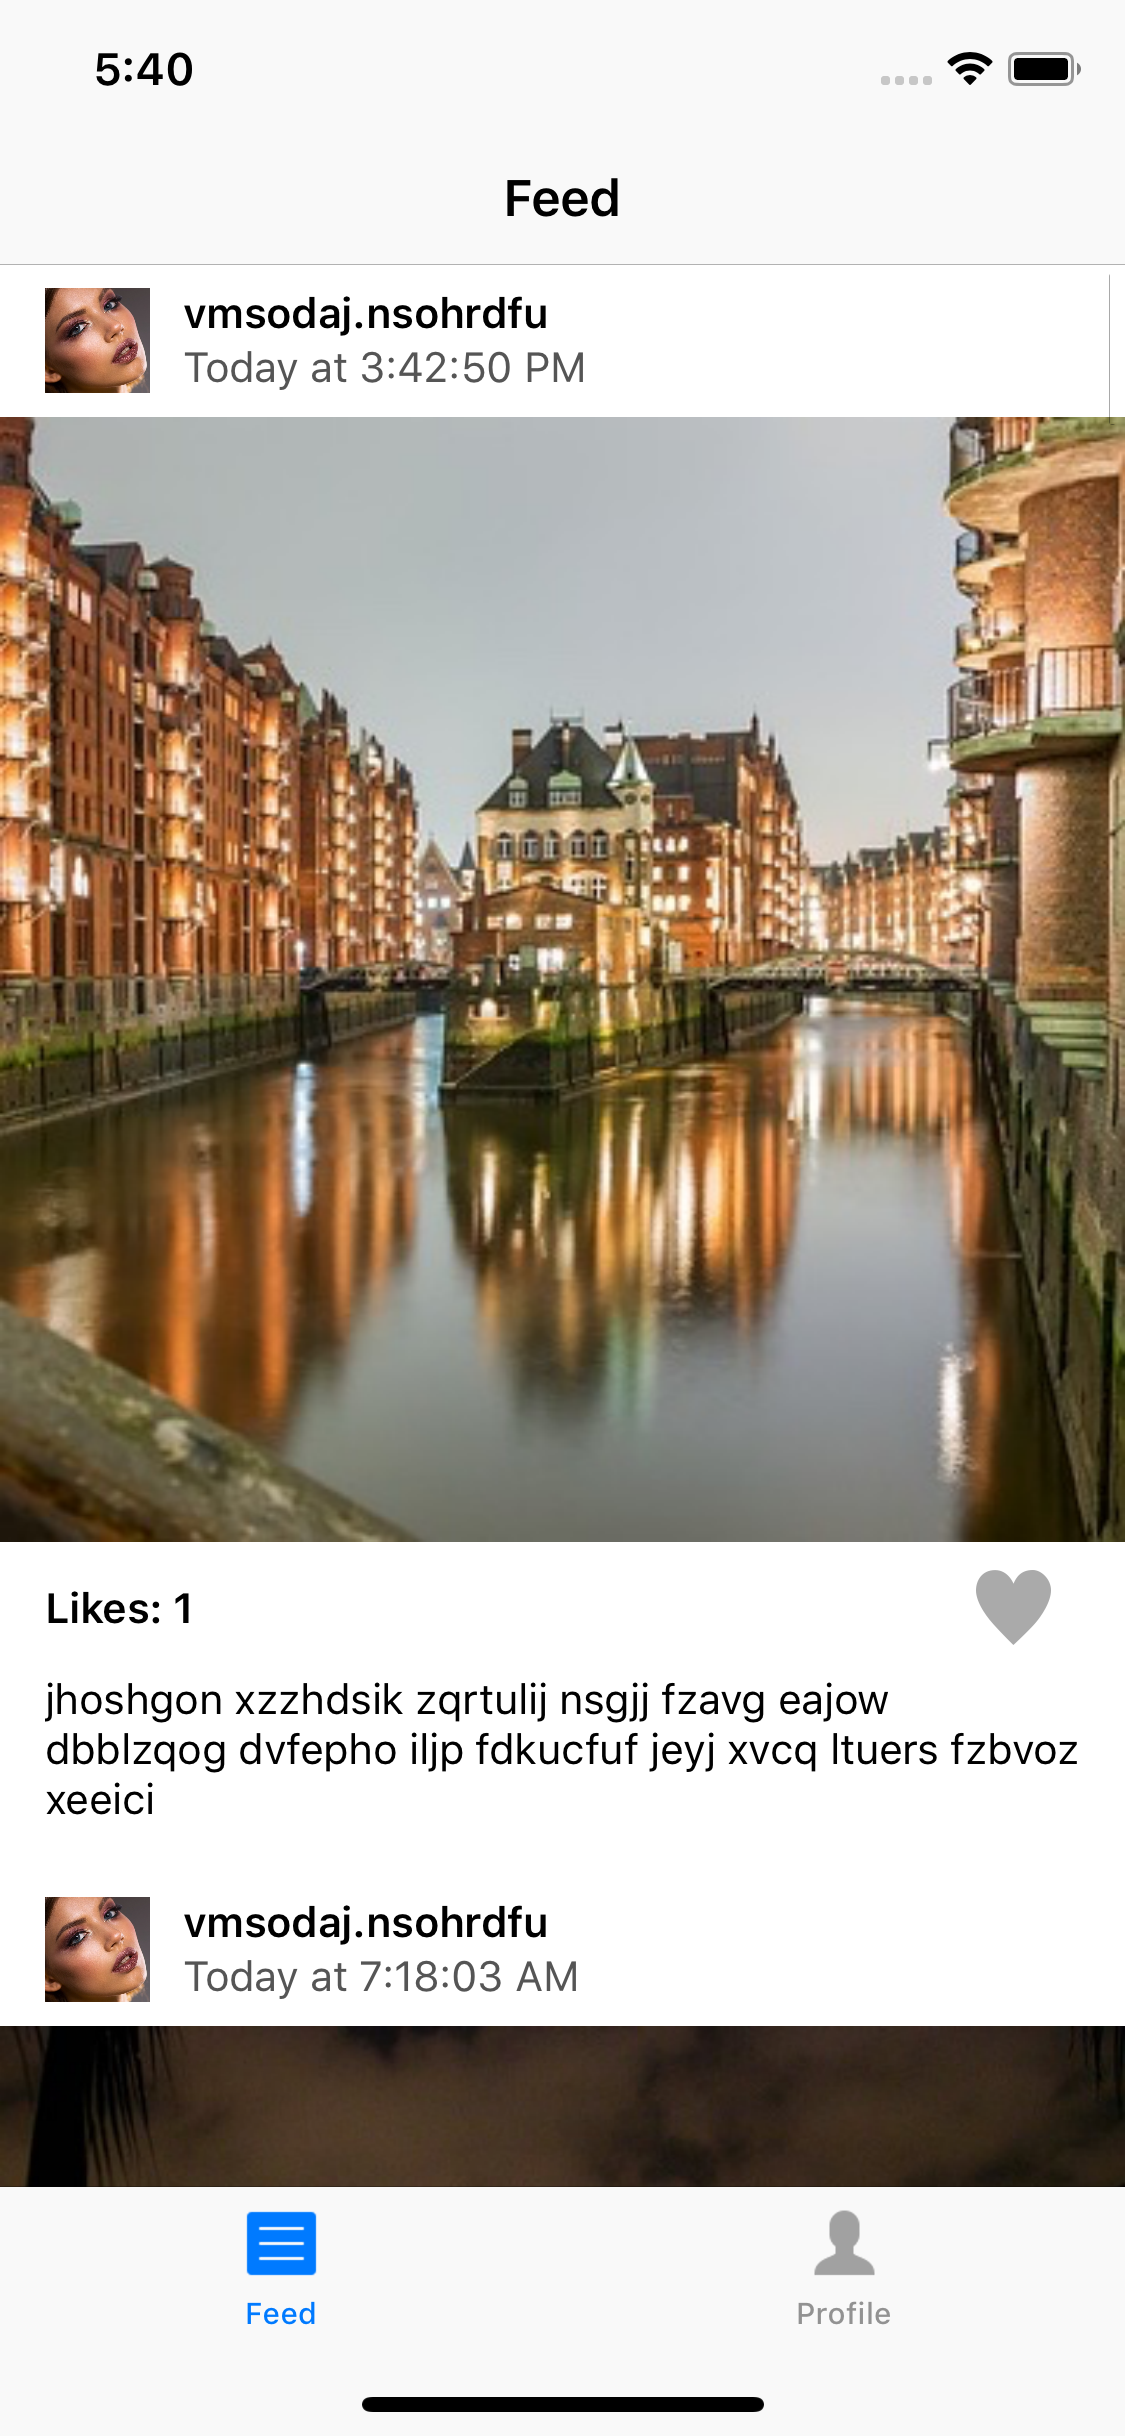 5:40
Feed
vmsodaj.nsohrdfu
Today at 3:42:50 PM
Likes: 1
jhoshgon xzzhdsik zqrtulij nsgjj fzavg eajow
dbblzqog dvfepho iljp fdkucfuf jeyj xvcq ltuers fzbvoz
xeeici
vmsodaj.nsohrdfu
Today at 7:18:03 AM
Feed
Profile